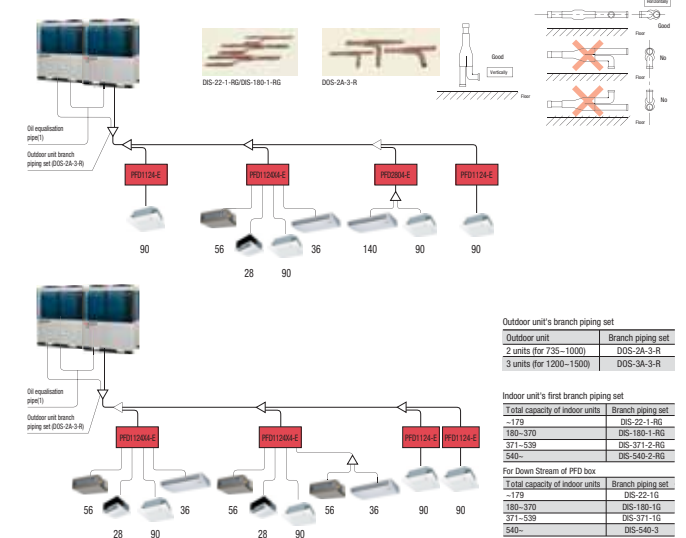 Horizontally
Good
Floor
No
Floor
No
Floor
Good
Vertically
Floor
DIS-22-1-RG/DIS-180-1-RG
DOS-2A-3-R
Oil equalisation
pipe(1)
Outdoor unit branch
piping set (DOS-2A-3-R)
PFD1124-E
PFD1124X4-E
PFD2804-E
PFD1124-E
90
56
28
90
36
140
90
90
Oil equalisation
pipe(1)
Outdoor unit branch
piping set (DOS-2A-3-R)
PFD1124X4-E
PFD1124X4-E
PFD1124-E
PFD1124-E
56
28
90
36
56
28
90
56
36
90
90
Outdoor unit's branch piping set
Outdoor unit Branch piping set
2 units (for 735~1000) DOS-2A-3-R
3 units (for 1200~1500) DOS-3A-3-R
Indoor unit's first branch piping set
Total capacity of indoor units Branch piping set
~179 DIS-22-1-RG
180~370 DIS-180-1-RG
371~539 DIS-371-2-RG
540~ DIS-540-2-RG
For Down Stream of PFD box
Total capacity of indoor units Branch piping set
~179 DIS-22-1G
180~370 DIS-180-1G
371~539 DIS-371-1G
540~ DIS-540-3